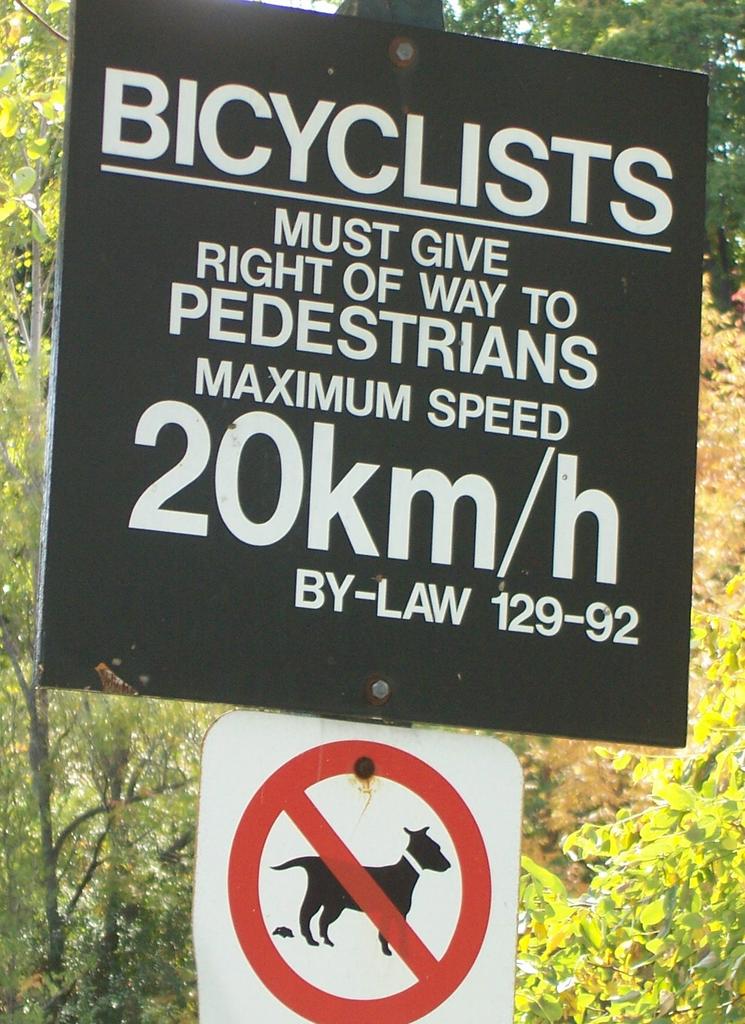 BICYCLISTS
MUST GIVE
RIGHT OF WAY TO
PEDESTRIANS
MAXIMUM SPEED
20km/h
BY-LAW 129-92